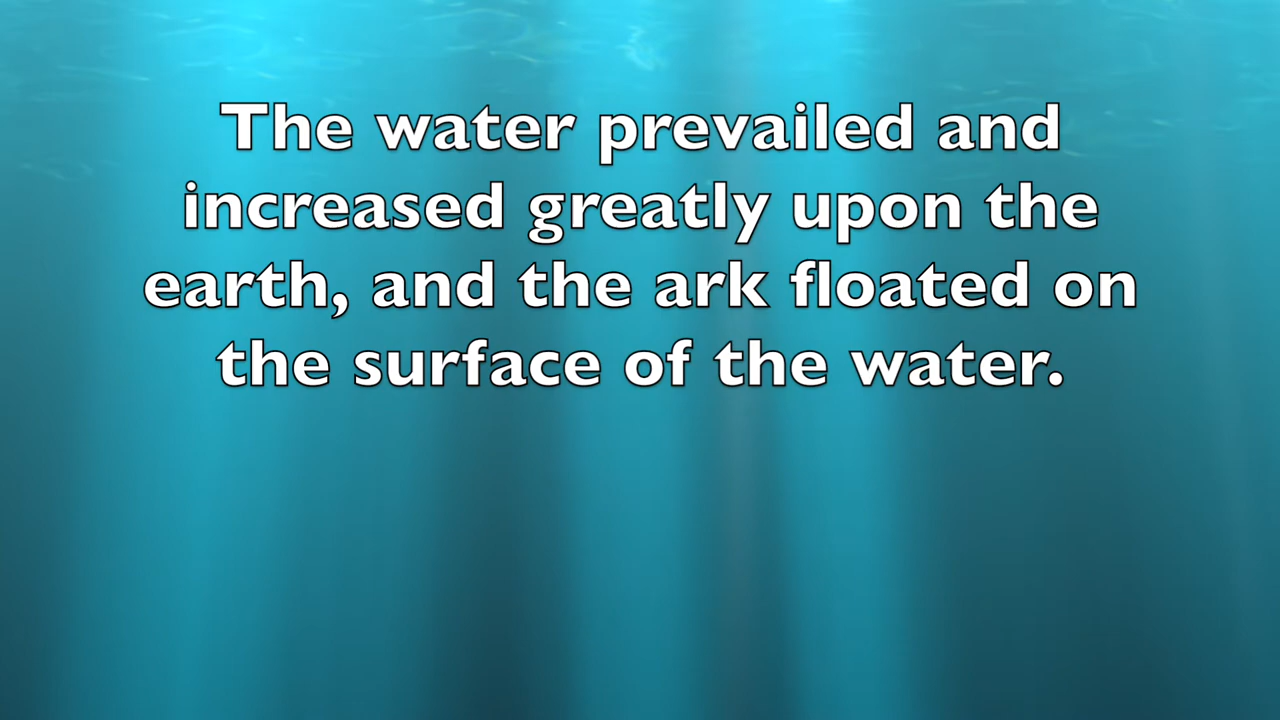 The water prevailed and
increased greatly upon the
earth, and the ark floated on
the surface of the water.